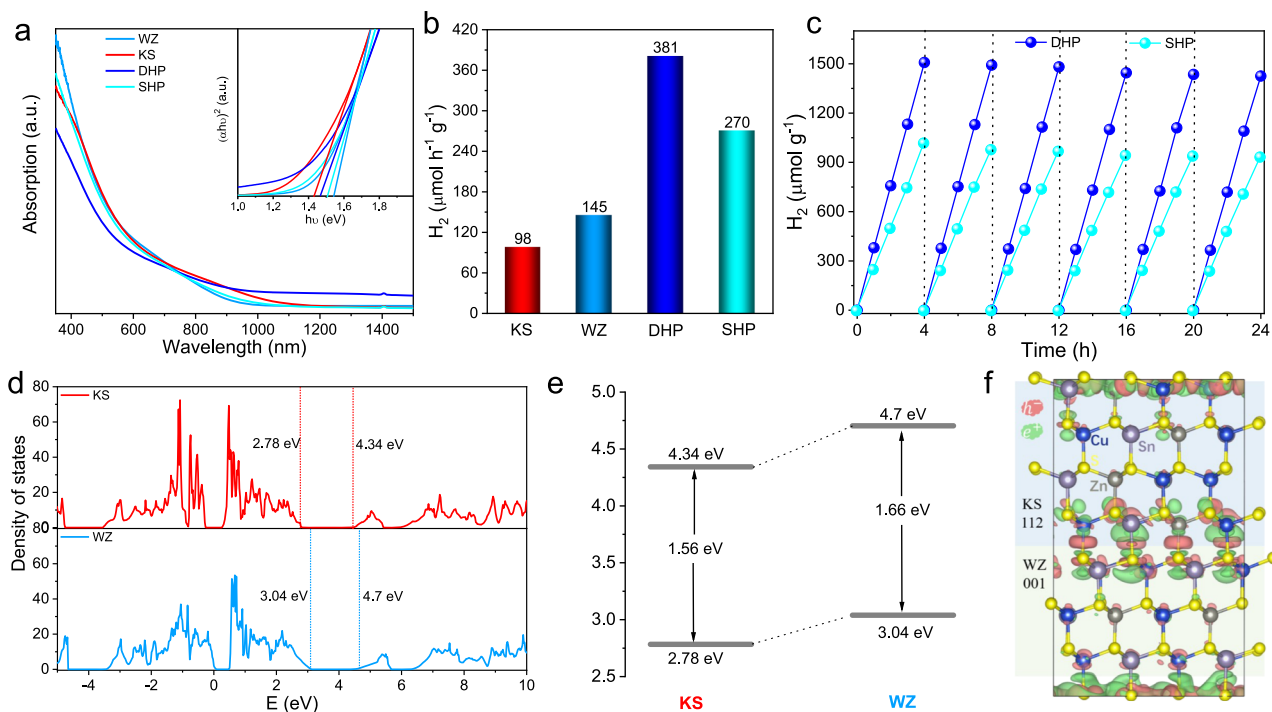 a
WZ
KS
DHP
SHP
Absorption (a.u.)
400 600 800 1000 1200 1400
Wavelength (nm)
(αhυ)² (a.u.)
1.0 1.2 1.4 1.6 1.8
hυ (eV)
b
H₂ (μmol h⁻¹ g⁻¹)
420
360
300
240
180
120
60
0
98
145
381
270
KS WZ DHP SHP
c
DHP SHP
H₂ (μmol g⁻¹)
1500
1200
900
600
300
0
0 4 8 12 16 20 24
Time (h)
d
Density of states
80
60
40
20
0
KS
2.78 eV
4.34 eV
80
60
40
20
0
WZ
3.04 eV
4.7 eV
-4 -2 0 2 4 6 8 10
E (eV)
e
5.0
4.5
4.0
3.5
3.0
2.5
4.34 eV
1.56 eV
2.78 eV
4.7 eV
1.66 eV
3.04 eV
KS WZ
f
h⁺
e⁻
Cu
Sn
S
Zn
KS
112
WZ
001